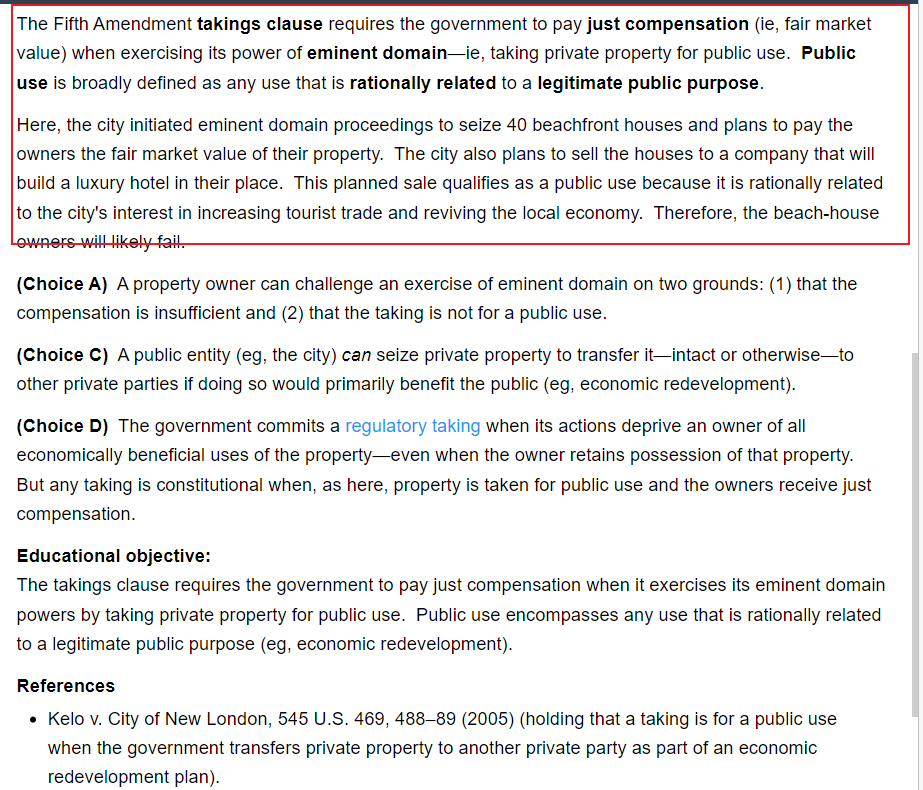 The Fifth Amendment takings clause requires the government to pay just compensation (ie, fair market
value) when exercising its power of eminent domain—ie, taking private property for public use.  Public
use is broadly defined as any use that is rationally related to a legitimate public purpose.
Here, the city initiated eminent domain proceedings to seize 40 beachfront houses and plans to pay the
owners the fair market value of their property.  The city also plans to sell the houses to a company that will
build a luxury hotel in their place.  This planned sale qualifies as a public use because it is rationally related
to the city's interest in increasing tourist trade and reviving the local economy.  Therefore, the beach-house
owners will likely fail.
(Choice A)  A property owner can challenge an exercise of eminent domain on two grounds: (1) that the
compensation is insufficient and (2) that the taking is not for a public use.
(Choice C)  A public entity (eg, the city) can seize private property to transfer it—intact or otherwise—to
other private parties if doing so would primarily benefit the public (eg, economic redevelopment).
(Choice D)  The government commits a regulatory taking when its actions deprive an owner of all
economically beneficial uses of the property—even when the owner retains possession of that property.
But any taking is constitutional when, as here, property is taken for public use and the owners receive just
compensation.
Educational objective:
The takings clause requires the government to pay just compensation when it exercises its eminent domain
powers by taking private property for public use.  Public use encompasses any use that is rationally related
to a legitimate public purpose (eg, economic redevelopment).
References
• Kelo v. City of New London, 545 U.S. 469, 488–89 (2005) (holding that a taking is for a public use
when the government transfers private property to another private party as part of an economic
redevelopment plan).